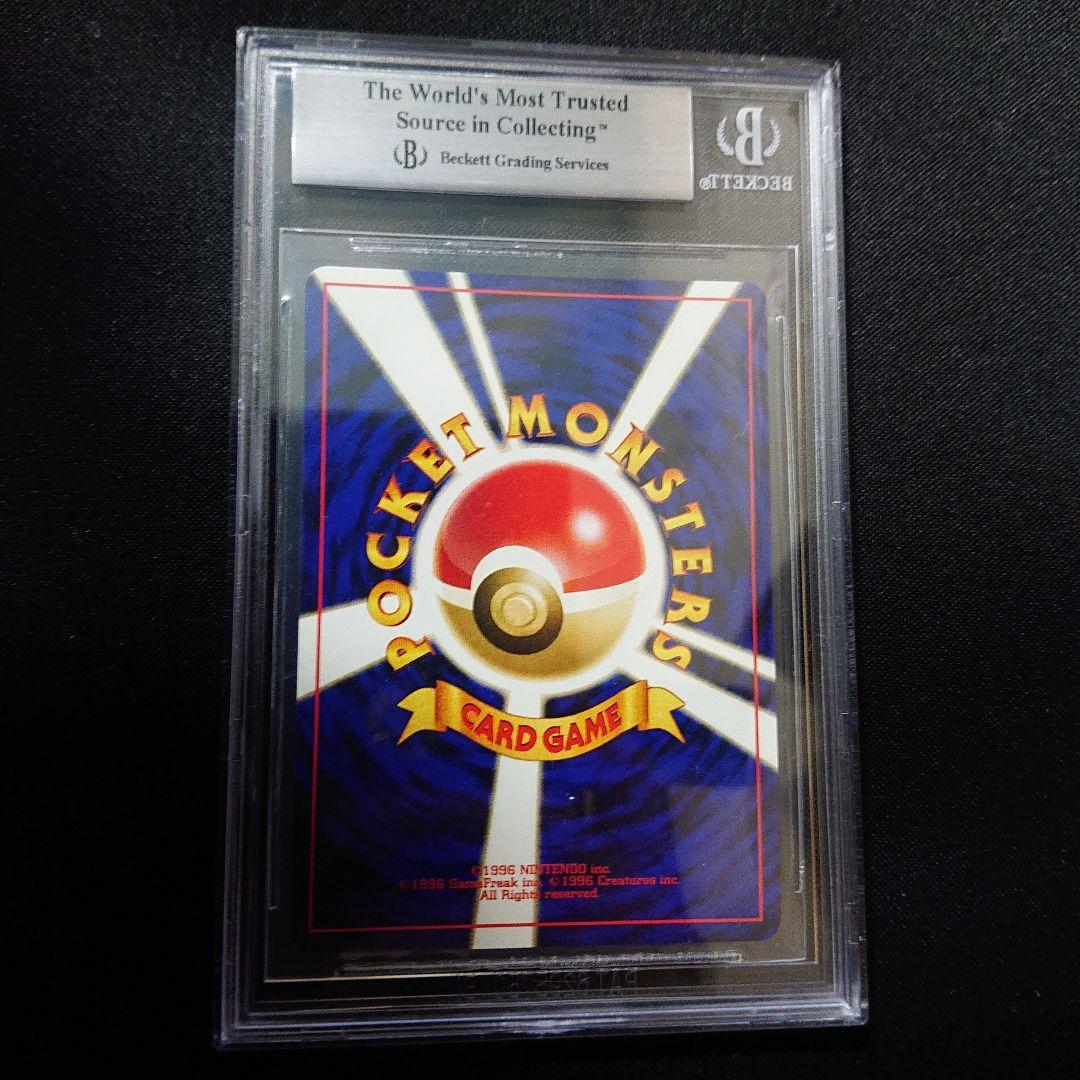 The World's Most Trusted
Source in Collecting™
B Beckett Grading Services
B
BECKETT®
POCKET MONSTERS
CARD GAME
©1996 NINTENDO inc.
©1996 GameFreak inc. ©1996 Creatures inc.
All Rights reserved.